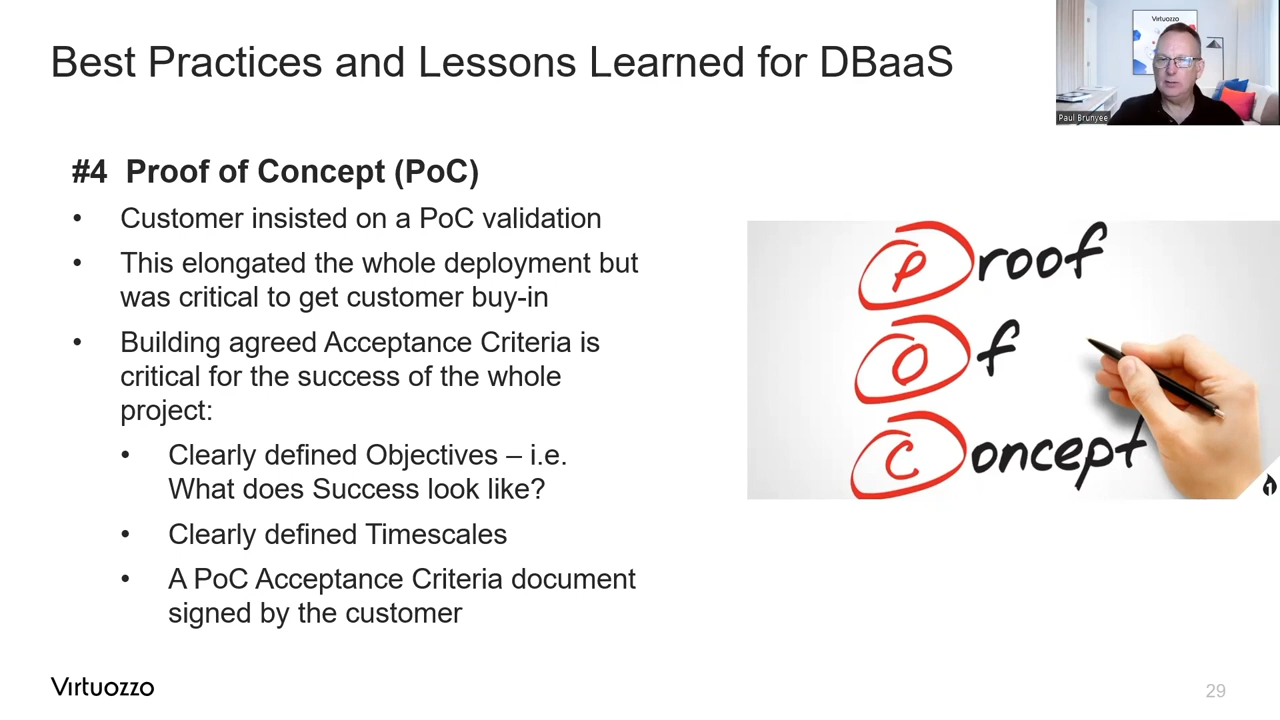 Best Practices and Lessons Learned for DBaaS
Virtuozzo
Paul Brunyee
#4 Proof of Concept (PoC)
• Customer insisted on a PoC validation
• This elongated the whole deployment but
was critical to get customer buy-in
• Building agreed Acceptance Criteria is
critical for the success of the whole
project:
• Clearly defined Objectives – i.e.
What does Success look like?
• Clearly defined Timescales
• A PoC Acceptance Criteria document
signed by the customer
Proof
Of
Concept
Virtuozzo
29